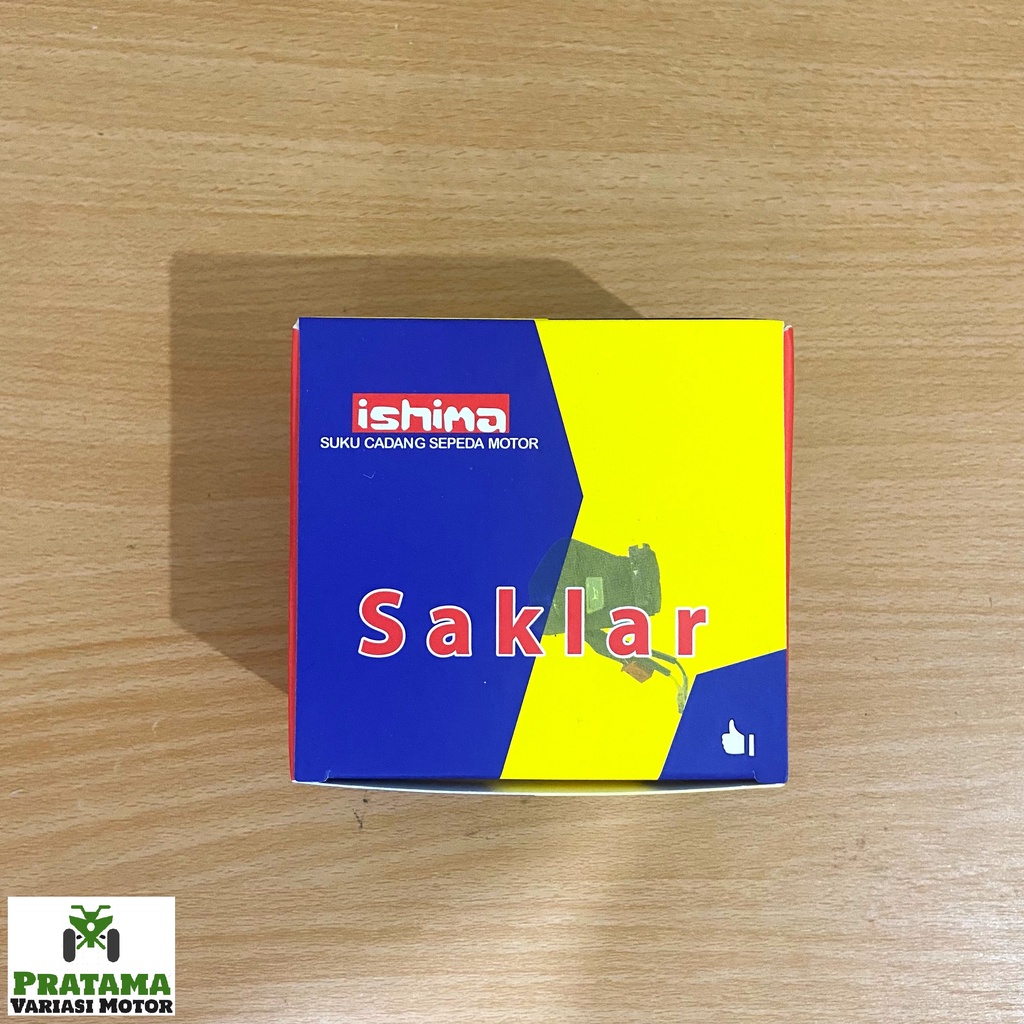 ishima
SUKU CADANG SEPEDA MOTOR
Saklar
PRATAMA
VARIASI MOTOR